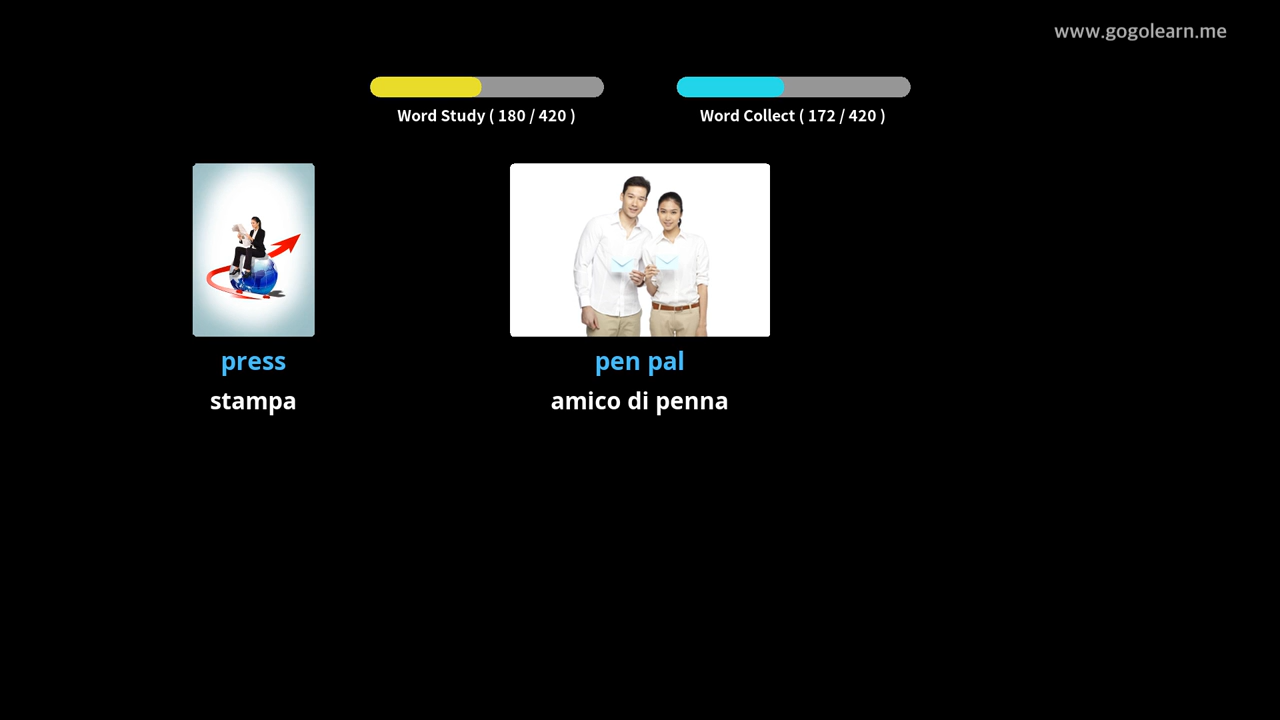 www.gogolearn.me
Word Study ( 180 / 420 )
Word Collect ( 172 / 420 )
press
stampa
pen pal
amico di penna